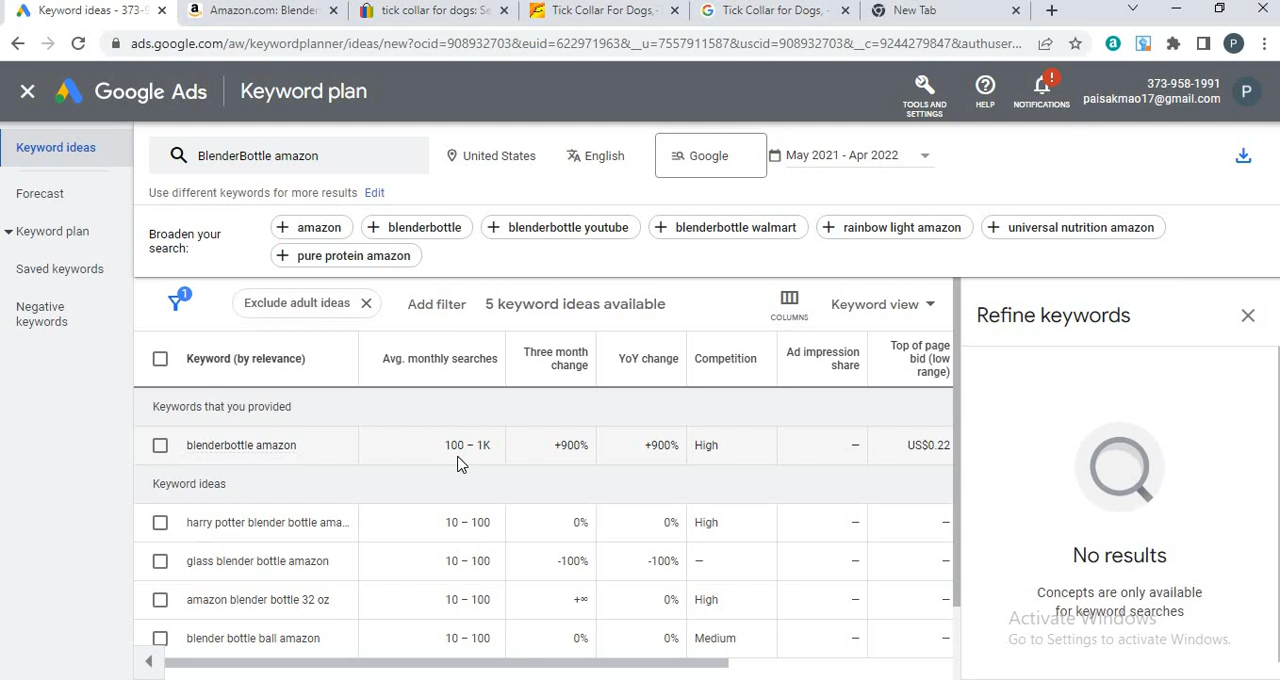 Keyword ideas - 373-9
Amazon.com: Blender
tick collar for dogs: Se
Tick Collar For Dogs, -
Tick Collar for Dogs, -
New Tab
ads.google.com/aw/keywordplanner/ideas/new?ocid=908932703&euid=622971963&__u=7557911587&uscid=908932703&__c=9244279847&authuser...
P
Google Ads
Keyword plan
TOOLS AND SETTINGS
HELP
!
NOTIFICATIONS
373-958-1991
paisakmao17@gmail.com
P
Keyword ideas
Forecast
Keyword plan
Saved keywords
Negative
keywords
BlenderBottle amazon
United States
English
Google
May 2021 - Apr 2022
Use different keywords for more results Edit
Broaden your
search:
amazon
blenderbottle
blenderbottle youtube
blenderbottle walmart
rainbow light amazon
universal nutrition amazon
pure protein amazon
1
Exclude adult ideas
Add filter
5 keyword ideas available
COLUMNS
Keyword view
Keyword (by relevance)
Avg. monthly searches
Three month
change
YoY change
Competition
Ad impression
share
Top of page
bid (low
range)
Keywords that you provided
blenderbottle amazon 100 – 1K +900% +900% High – US$0.22
Keyword ideas
harry potter blender bottle ama... 10 – 100 0% 0% High – –
glass blender bottle amazon 10 – 100 -100% -100% – – –
amazon blender bottle 32 oz 10 – 100 +∞ 0% High – –
blender bottle ball amazon 10 – 100 0% 0% Medium – –
Refine keywords
No results
Concepts are only available
for keyword searches
Activate Windows
Go to Settings to activate Windows.